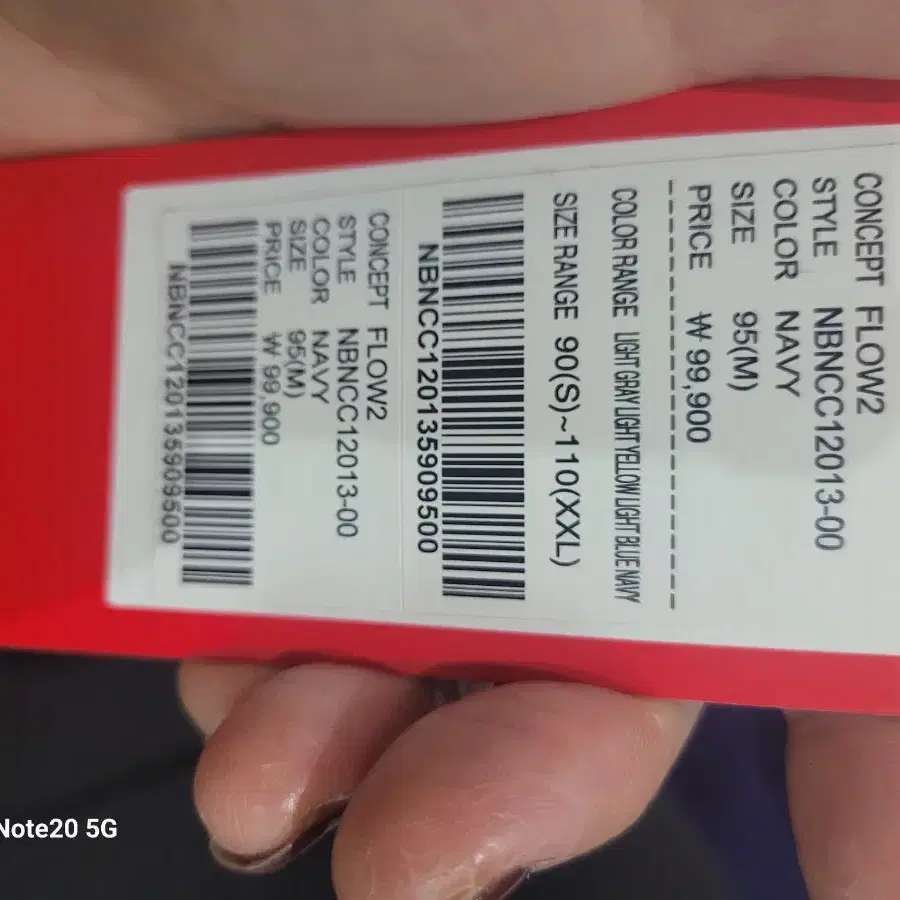 CONCEPT FLOW2
STYLE NBNCC12013-00
COLOR NAVY
SIZE 95(M)
PRICE ₩ 99,900
COLOR RANGE LIGHT GRAY LIGHT YELLOW LIGHT BLUE NAVY
SIZE RANGE 90(S)~110(XXL)
NBNCC120135909500
CONCEPT FLOW2
STYLE NBNCC12013-00
COLOR NAVY
SIZE 95(M)
PRICE ₩ 99,900
NBNCC120135909500
Note20 5G